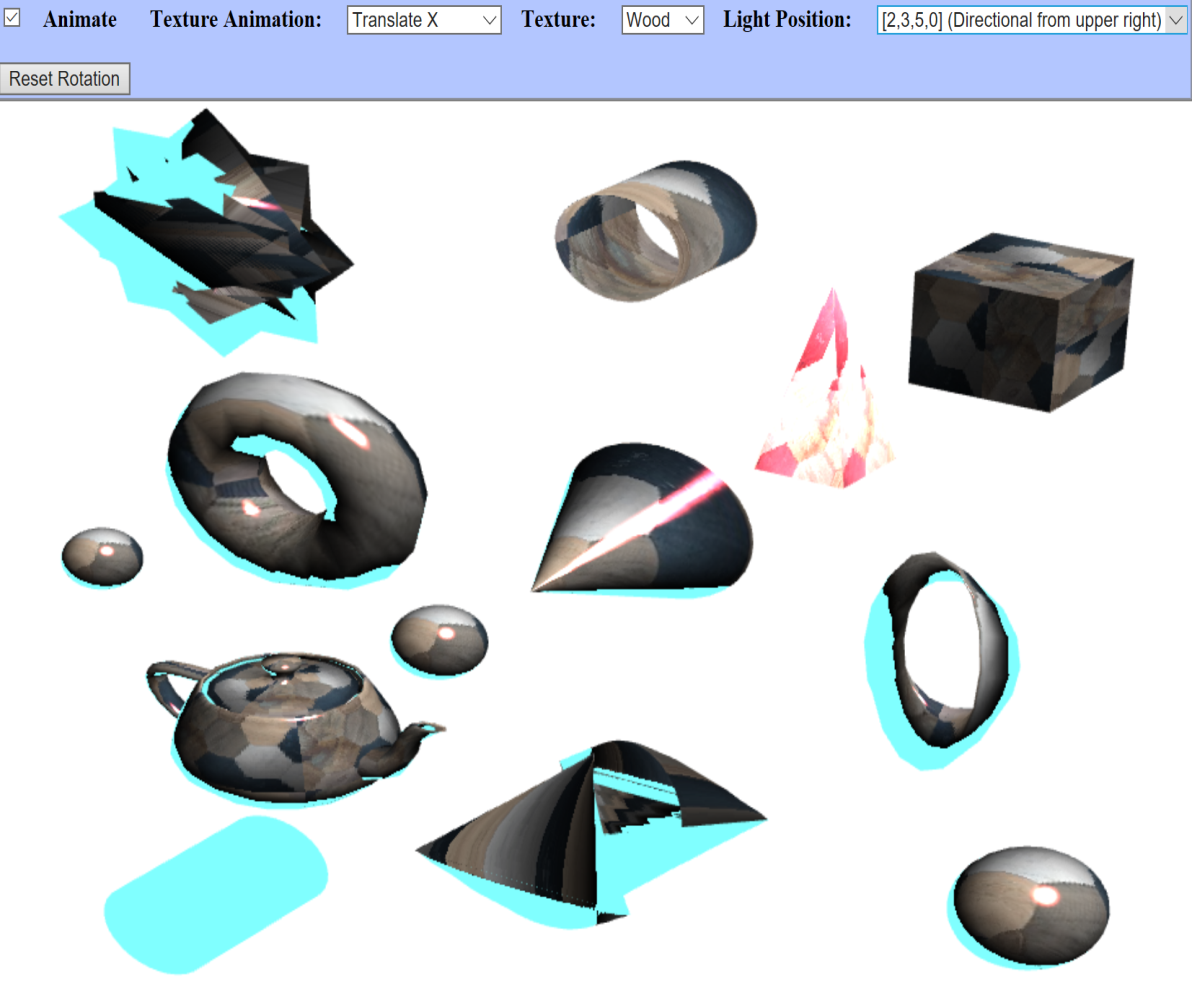 Animate Texture Animation: Translate X Texture: Wood Light Position: [2,3,5,0] (Directional from upper right)
Reset Rotation